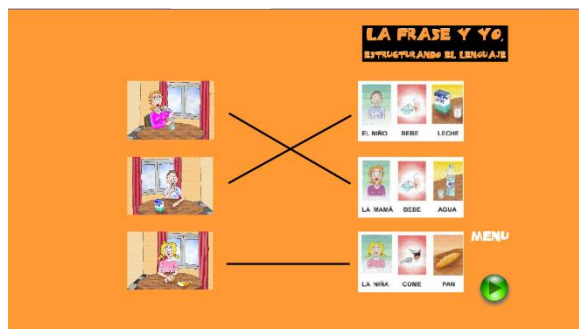 LA FRASE Y YO,
ESTRUCTURANDO EL LENGUAJE
EL NIÑO BEBE LECHE
LA MAMÁ BEBE AGUA
MENU
LA NIÑA COME PAN